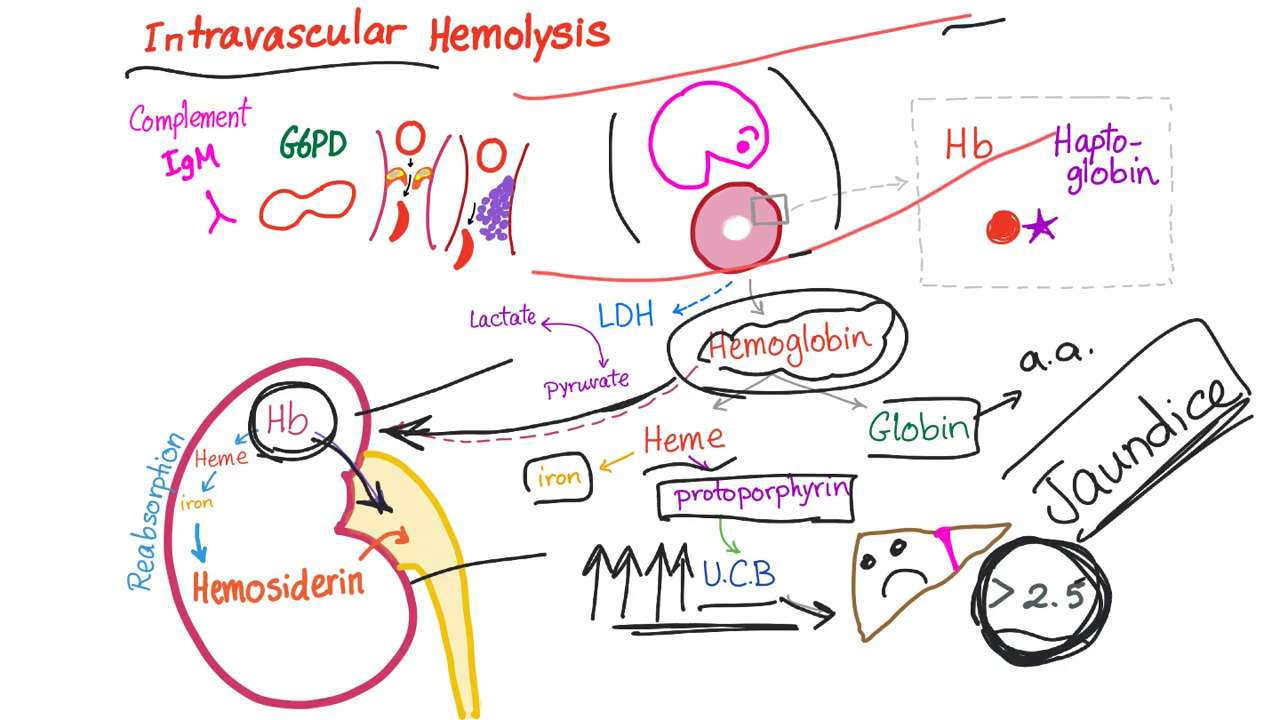 Intravascular Hemolysis
Complement
IgM
G6PD
Hb
Hapto-
globin
LDH
Lactate
Pyruvate
Hemoglobin
a.a.
Globin
Heme
iron
protoporphyrin
U.C.B
Jaundice
> 2.5
Hb
Heme
iron
Hemosiderin
Reabsorption